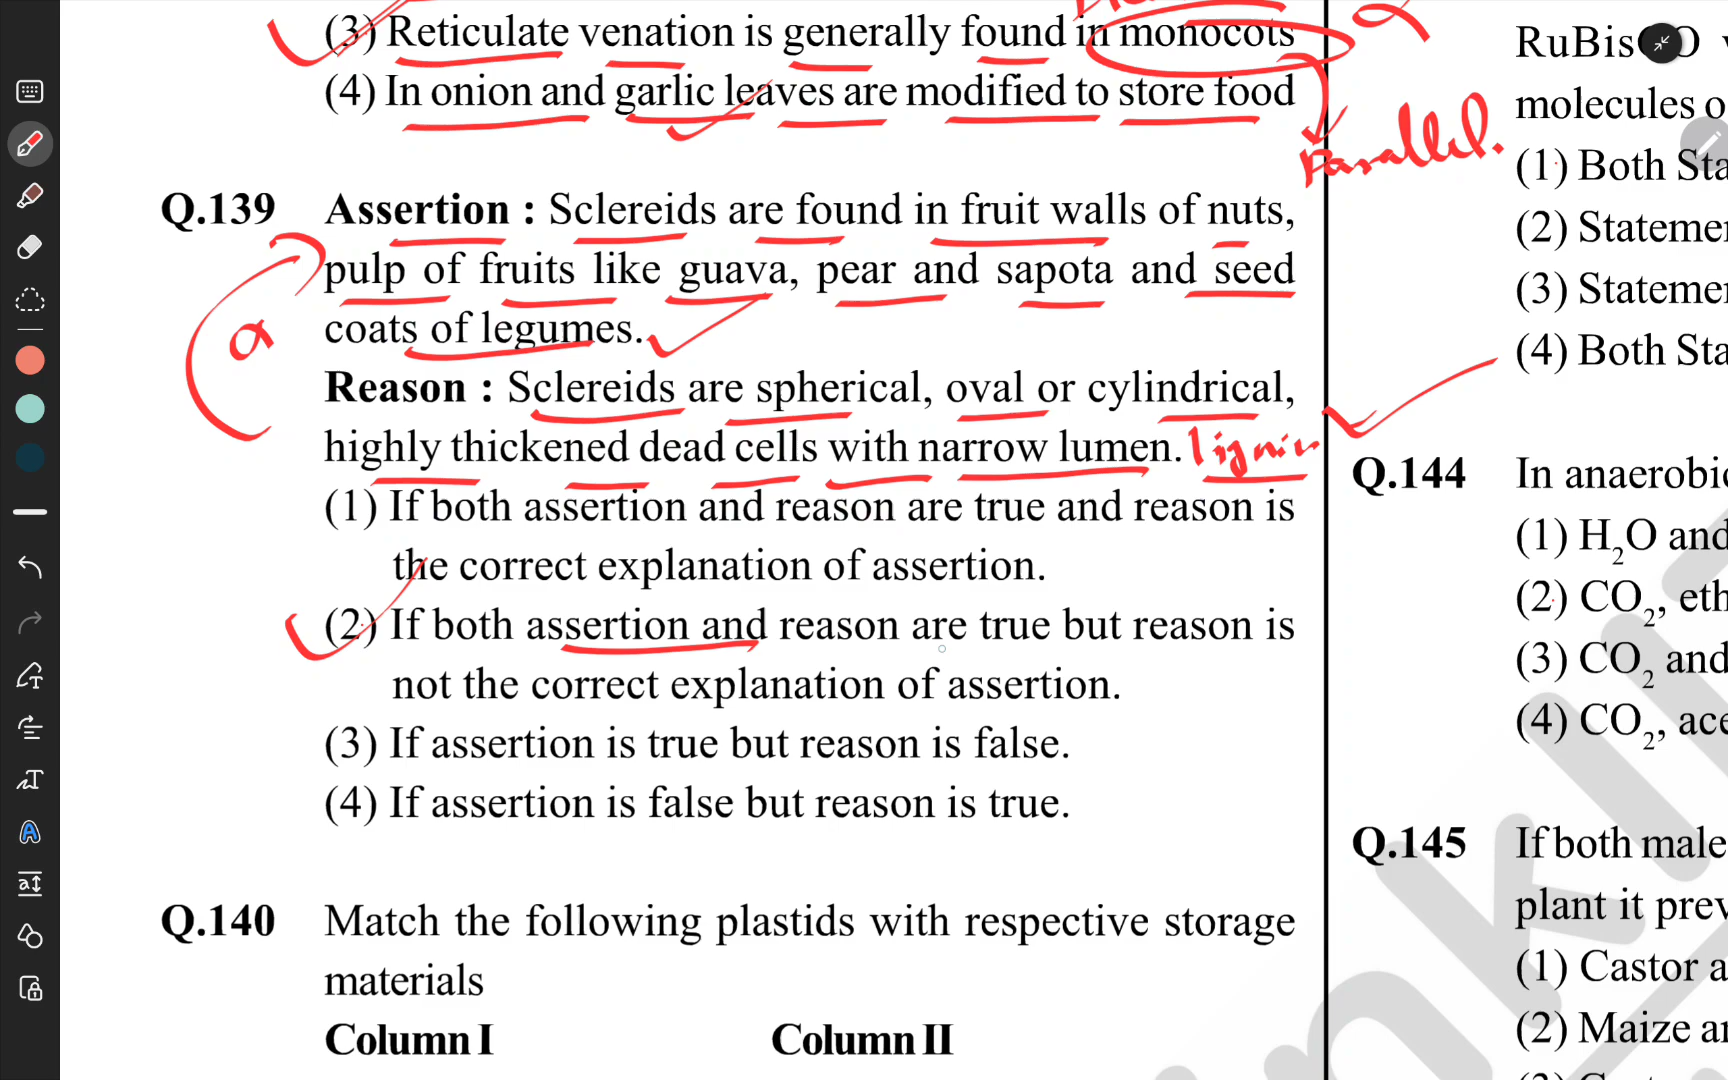 (3) Reticulate venation is generally found in monocots
(4) In onion and garlic leaves are modified to store food
Parallel.
Q.139 Assertion : Sclereids are found in fruit walls of nuts,
pulp of fruits like guava, pear and sapota and seed
coats of legumes.
Reason : Sclereids are spherical, oval or cylindrical,
highly thickened dead cells with narrow lumen. lignin
(1) If both assertion and reason are true and reason is
the correct explanation of assertion.
(2) If both assertion and reason are true but reason is
not the correct explanation of assertion.
(3) If assertion is true but reason is false.
(4) If assertion is false but reason is true.
Q.140 Match the following plastids with respective storage
materials
Column I Column II
RuBisCO
molecules o
(1) Both Sta
(2) Statemen
(3) Statemen
(4) Both Sta
Q.144 In anaerobic
(1) H₂O and
(2) CO₂, eth
(3) CO₂ and
(4) CO₂, ace
Q.145 If both male
plant it prev
(1) Castor a
(2) Maize an